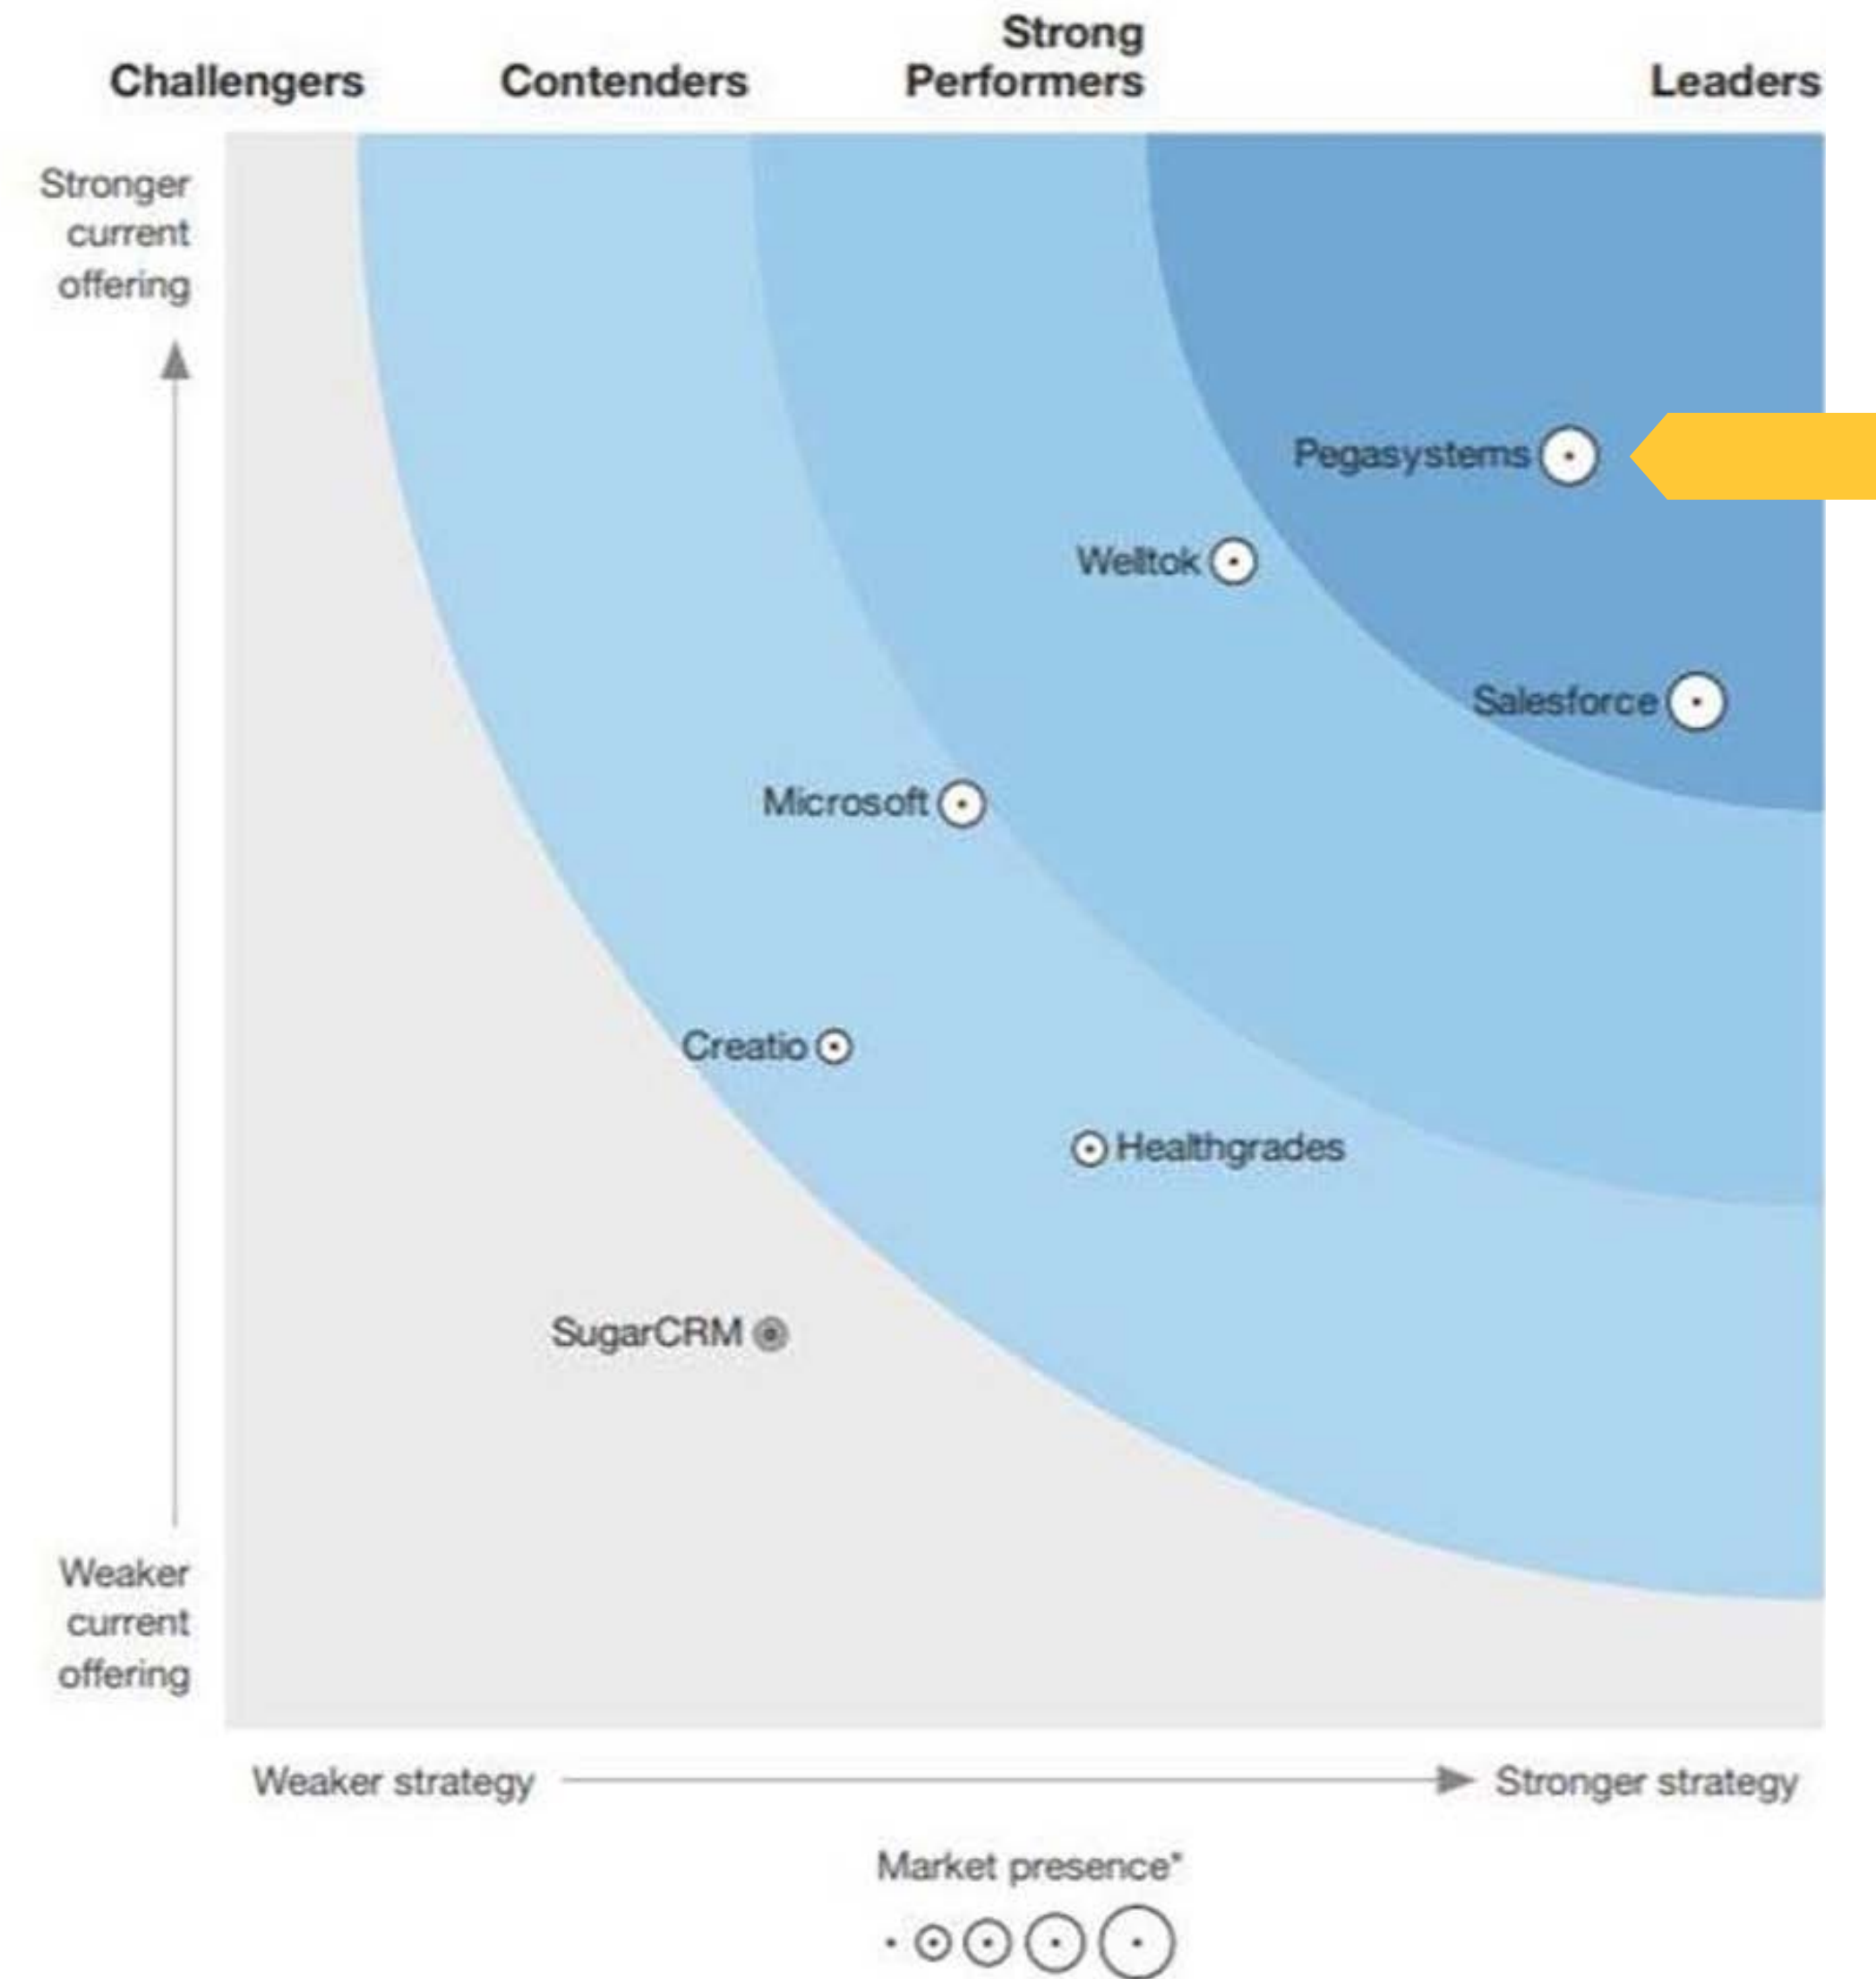 Strong
Challengers Contenders Performers Leaders
Stronger
current
offering
Pegasystems
Welltok
Salesforce
Microsoft
Creatio
Healthgrades
SugarCRM
Weaker
current
offering
Weaker strategy Stronger strategy
Market presence*